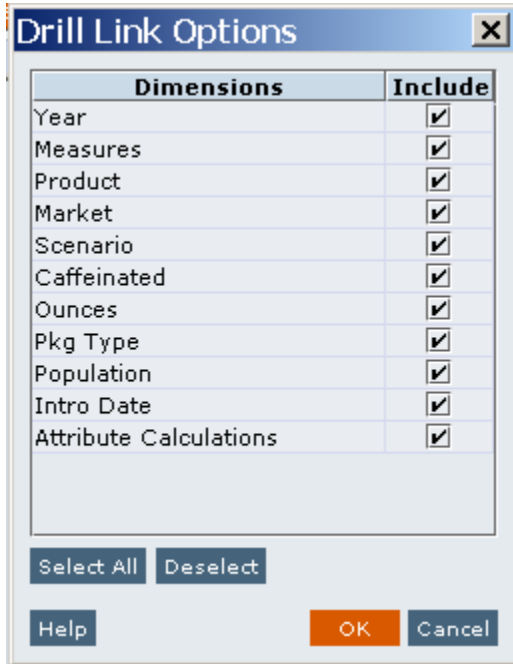 Drill Link Options
Dimensions Include
Year
Measures
Product
Market
Scenario
Caffeinated
Ounces
Pkg Type
Population
Intro Date
Attribute Calculations
Select All Deselect
Help OK Cancel